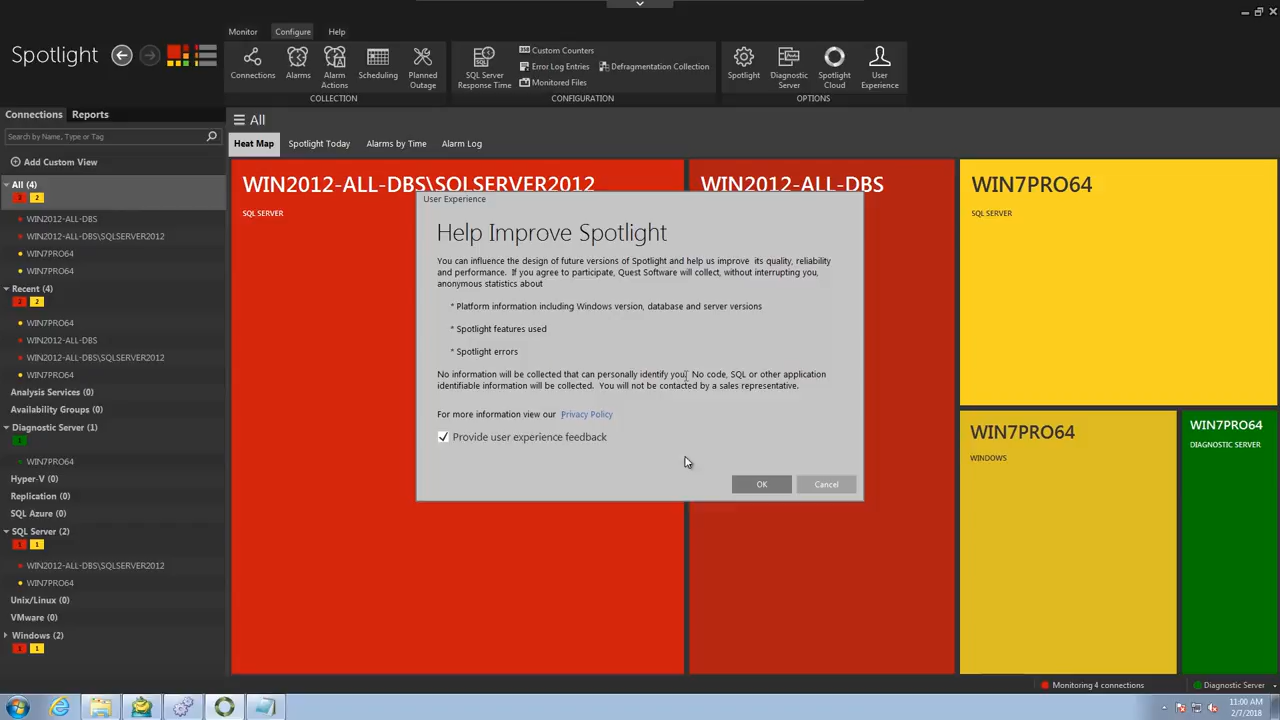 Monitor
Configure
Help
Spotlight
Connections
Alarms
Alarm Actions
Scheduling
Planned Outage
COLLECTION
SQL Server Response Time
Custom Counters
Error Log Entries
Defragmentation Collection
Monitored Files
CONFIGURATION
Spotlight
Diagnostic Server
Spotlight Cloud
User Experience
OPTIONS
Connections
Reports
Search by Name, Type or Tag
Add Custom View
All (4)
3 2
WIN2012-ALL-DBS
WIN2012-ALL-DBS\SQLSERVER2012
WIN7PRO64
WIN7PRO64
Recent (4)
2 2
WIN7PRO64
WIN2012-ALL-DBS
WIN2012-ALL-DBS\SQLSERVER2012
WIN7PRO64
Analysis Services (0)
Availability Groups (0)
Diagnostic Server (1)
1
WIN7PRO64
Hyper-V (0)
Replication (0)
SQL Azure (0)
SQL Server (2)
1 1
WIN2012-ALL-DBS\SQLSERVER2012
WIN7PRO64
Unix/Linux (0)
VMware (0)
Windows (2)
1 1
All
Heat Map
Spotlight Today
Alarms by Time
Alarm Log
WIN2012-ALL-DBS\SQLSERVER2012
SQL SERVER
WIN2012-ALL-DBS
WIN7PRO64
SQL SERVER
WIN7PRO64
WINDOWS
WIN7PRO64
DIAGNOSTIC SERVER
User Experience
Help Improve Spotlight
You can influence the design of future versions of Spotlight and help us improve its quality, reliability
and performance. If you agree to participate, Quest Software will collect, without interrupting you,
anonymous statistics about
* Platform information including Windows version, database and server versions
* Spotlight features used
* Spotlight errors
No information will be collected that can personally identify you. No code, SQL or other application
identifiable information will be collected. You will not be contacted by a sales representative.
For more information view our Privacy Policy
Provide user experience feedback
OK
Cancel
Monitoring 4 connections
Diagnostic Server
11:00 AM
2/7/2018